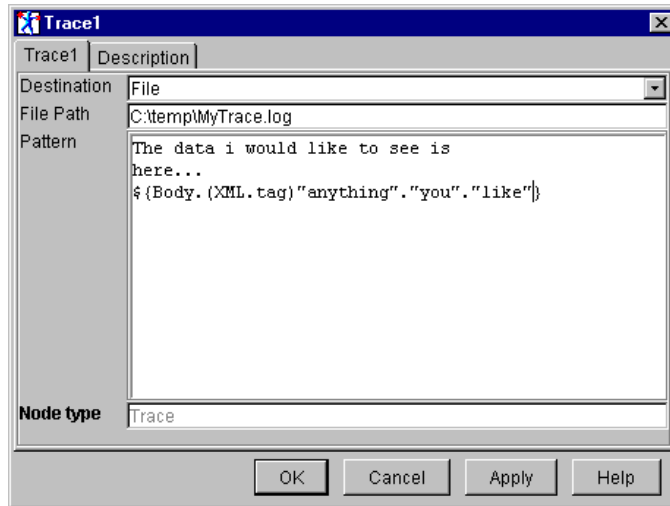 Trace1
Trace1 Description
Destination File
File Path C:\temp\MyTrace.log
Pattern
The data i would like to see is
here...
${Body.(XML.tag)"anything"."you"."like"}
Node type Trace
OK Cancel Apply Help